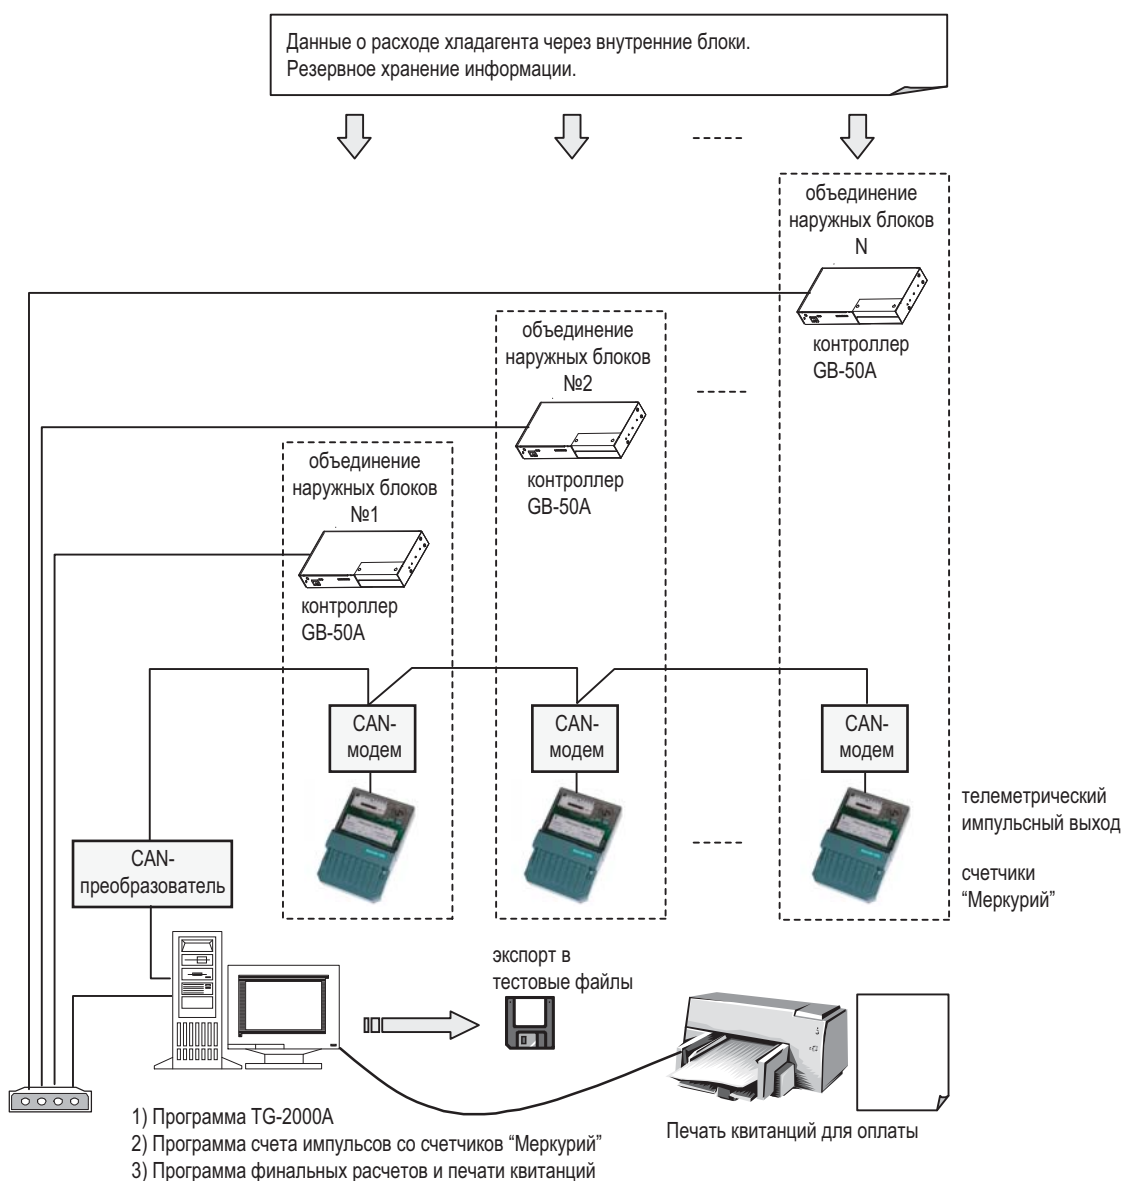 Данные о расходе хладагента через внутренние блоки.
Резервное хранение информации.
объединение
наружных блоков
N
контроллер
GB-50A
объединение
наружных блоков
№2
контроллер
GB-50A
объединение
наружных блоков
№1
контроллер
GB-50A
CAN-
модем
CAN-
модем
CAN-
модем
телеметрический
импульсный выход
счетчики
“Меркурий”
CAN-
преобразователь
экспорт в
тестовые файлы
1) Программа TG-2000A
2) Программа счета импульсов со счетчиков “Меркурий”
3) Программа финальных расчетов и печати квитанций
Печать квитанций для оплаты